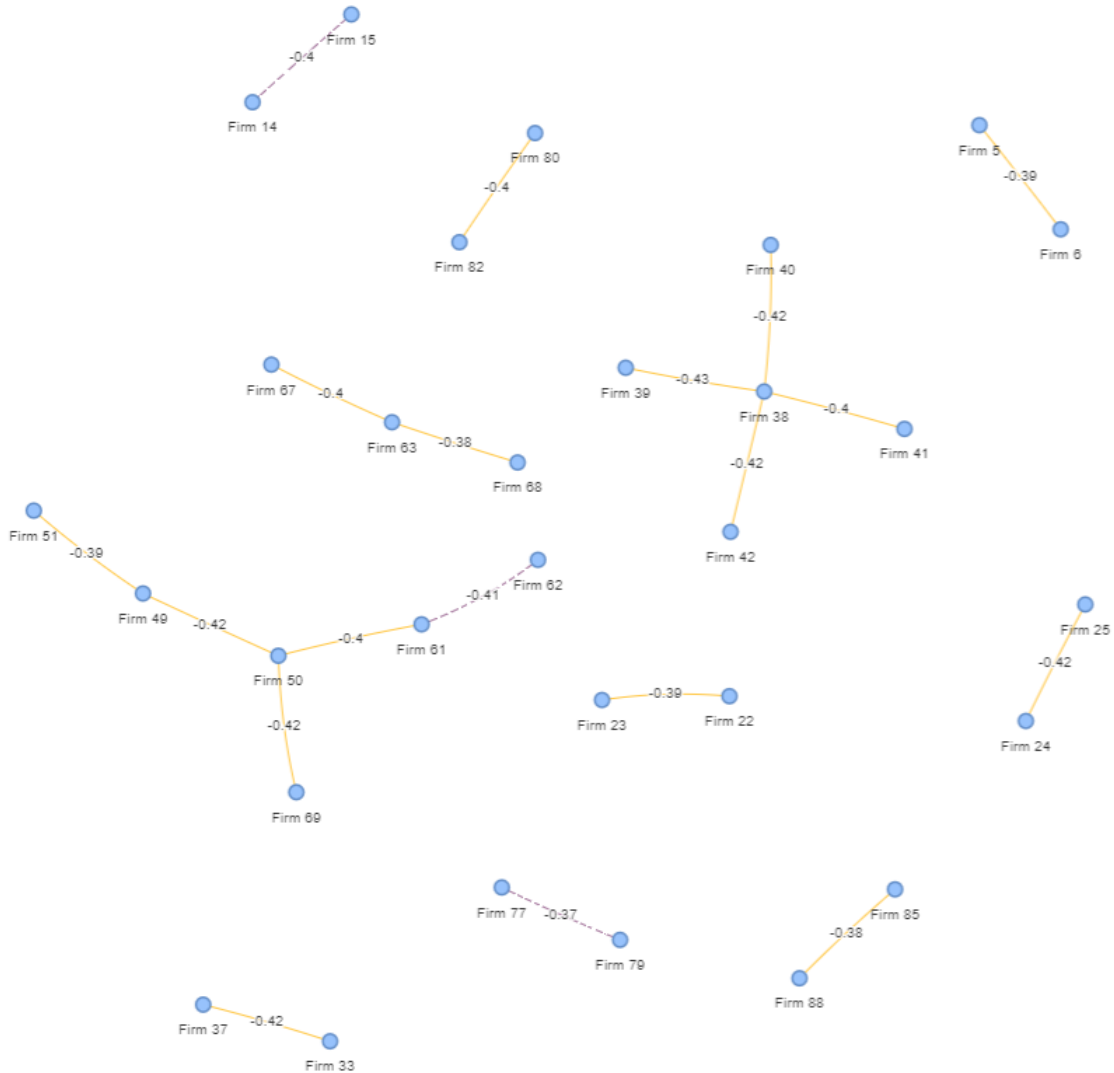 Firm 15
-0.4
Firm 14
Firm 80
-0.4
Firm 82
Firm 5
-0.39
Firm 6
Firm 40
-0.42
Firm 39
-0.43
Firm 38
-0.4
Firm 41
-0.42
Firm 42
Firm 67
-0.4
Firm 63
-0.38
Firm 68
Firm 51
-0.39
Firm 49
-0.42
Firm 50
-0.4
Firm 61
-0.41
Firm 62
-0.42
Firm 69
Firm 23
-0.39
Firm 22
Firm 25
-0.42
Firm 24
Firm 77
-0.37
Firm 79
Firm 85
-0.38
Firm 88
Firm 37
-0.42
Firm 33